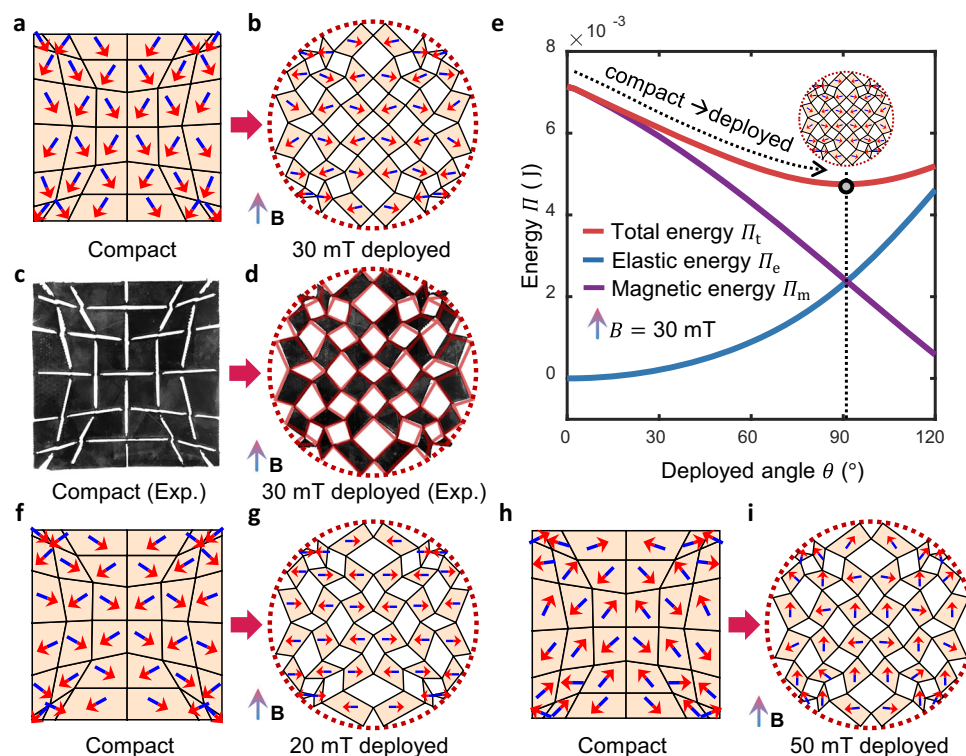 a
b
B
Compact
30 mT deployed
c
d
B
Compact (Exp.)
30 mT deployed (Exp.)
e
× 10⁻³
8
6
4
2
0
Energy Π ( J )
compact →deployed
Total energy Πt
Elastic energy Πe
Magnetic energy Πm
B = 30 mT
0 30 60 90 120
Deployed angle θ (°)
f
g
B
Compact
20 mT deployed
h
i
B
Compact
50 mT deployed